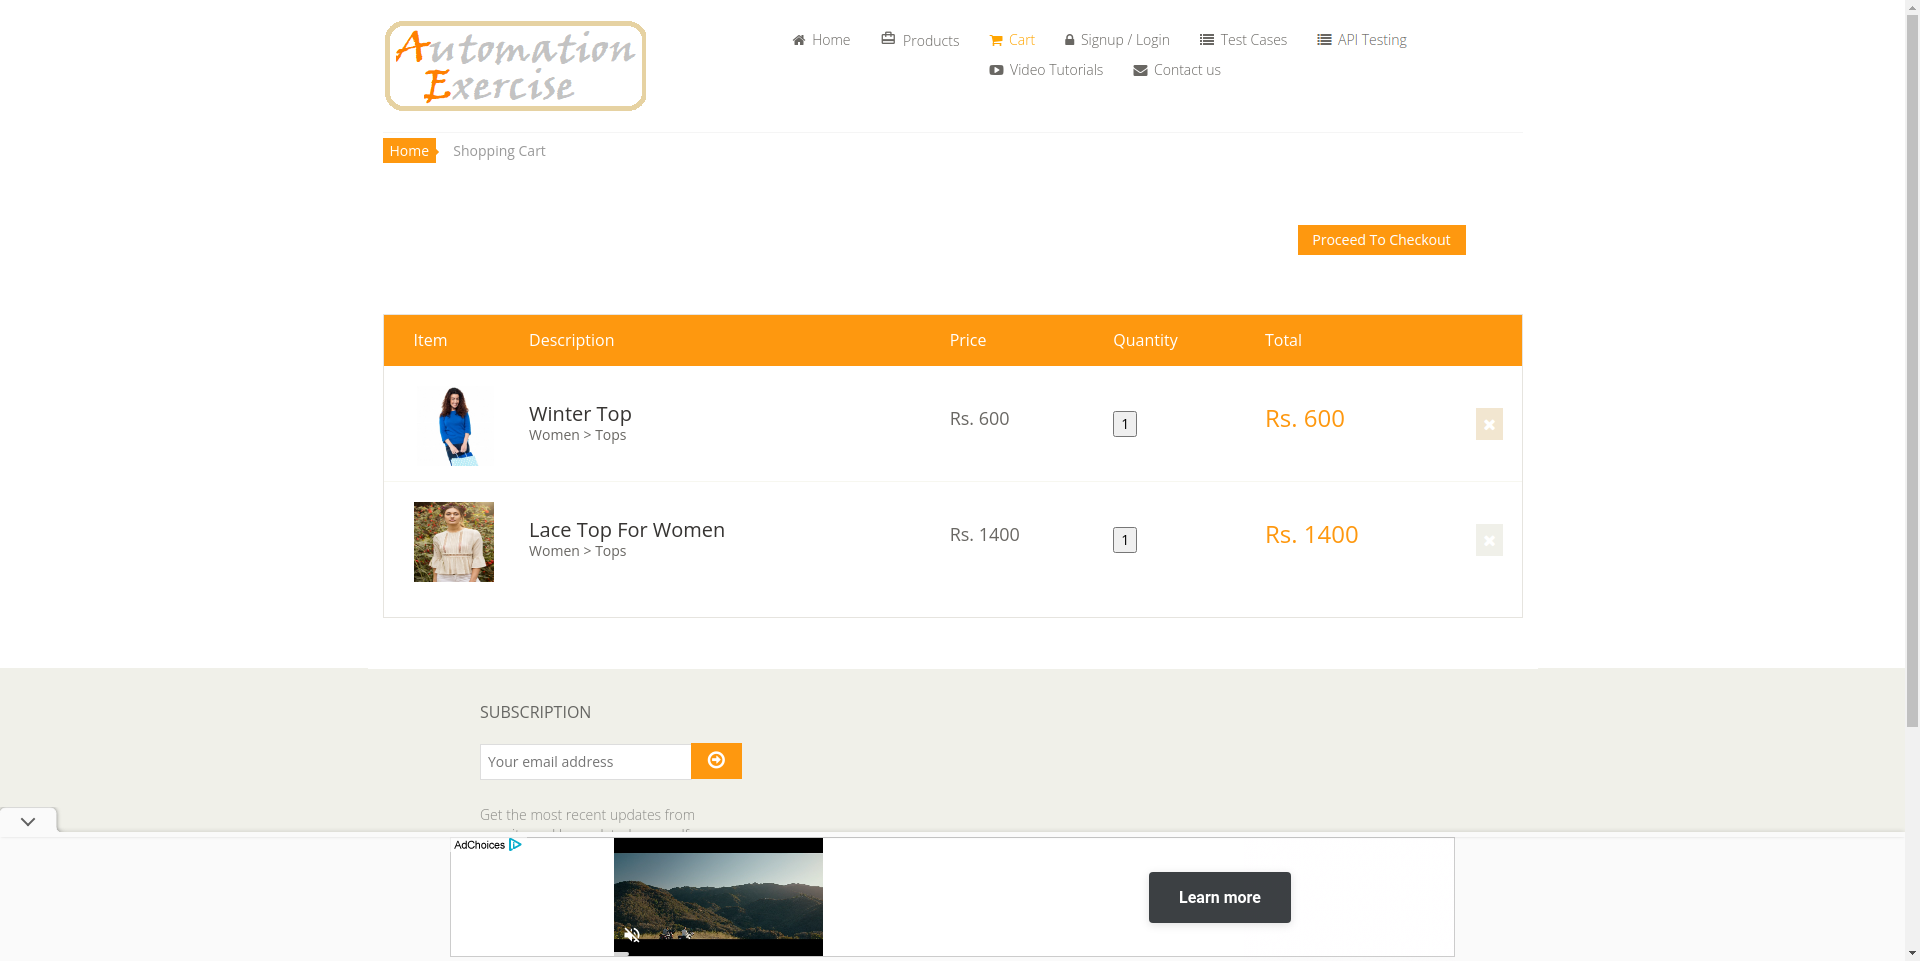 Automation
Exercise
Home
Products
Cart
Signup / Login
Test Cases
API Testing
Video Tutorials
Contact us
Home
Shopping Cart
Proceed To Checkout
Item Description Price Quantity Total
Winter Top
Women > Tops
Rs. 600
1
Rs. 600
Lace Top For Women
Women > Tops
Rs. 1400
1
Rs. 1400
SUBSCRIPTION
Your email address
Get the most recent updates from
AdChoices
Learn more